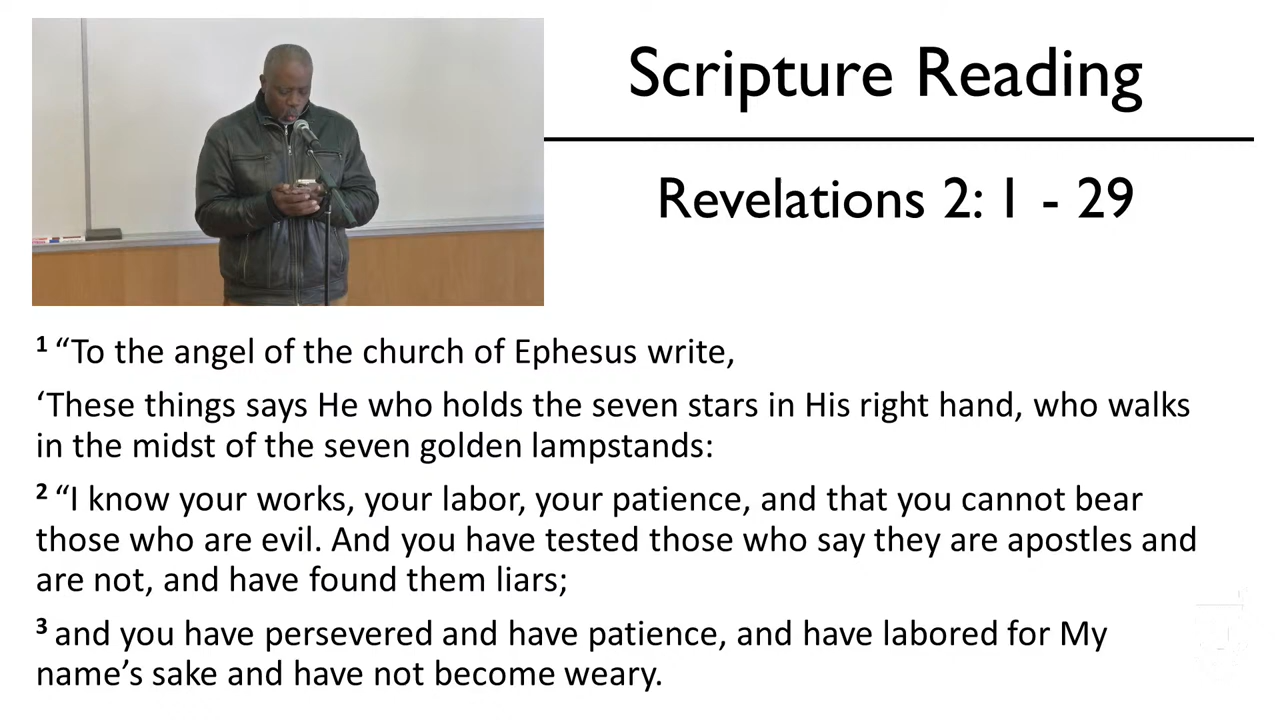 Scripture Reading
Revelations 2: 1 - 29
1 “To the angel of the church of Ephesus write,
‘These things says He who holds the seven stars in His right hand, who walks
in the midst of the seven golden lampstands:
2 “I know your works, your labor, your patience, and that you cannot bear
those who are evil. And you have tested those who say they are apostles and
are not, and have found them liars;
3 and you have persevered and have patience, and have labored for My
name’s sake and have not become weary.